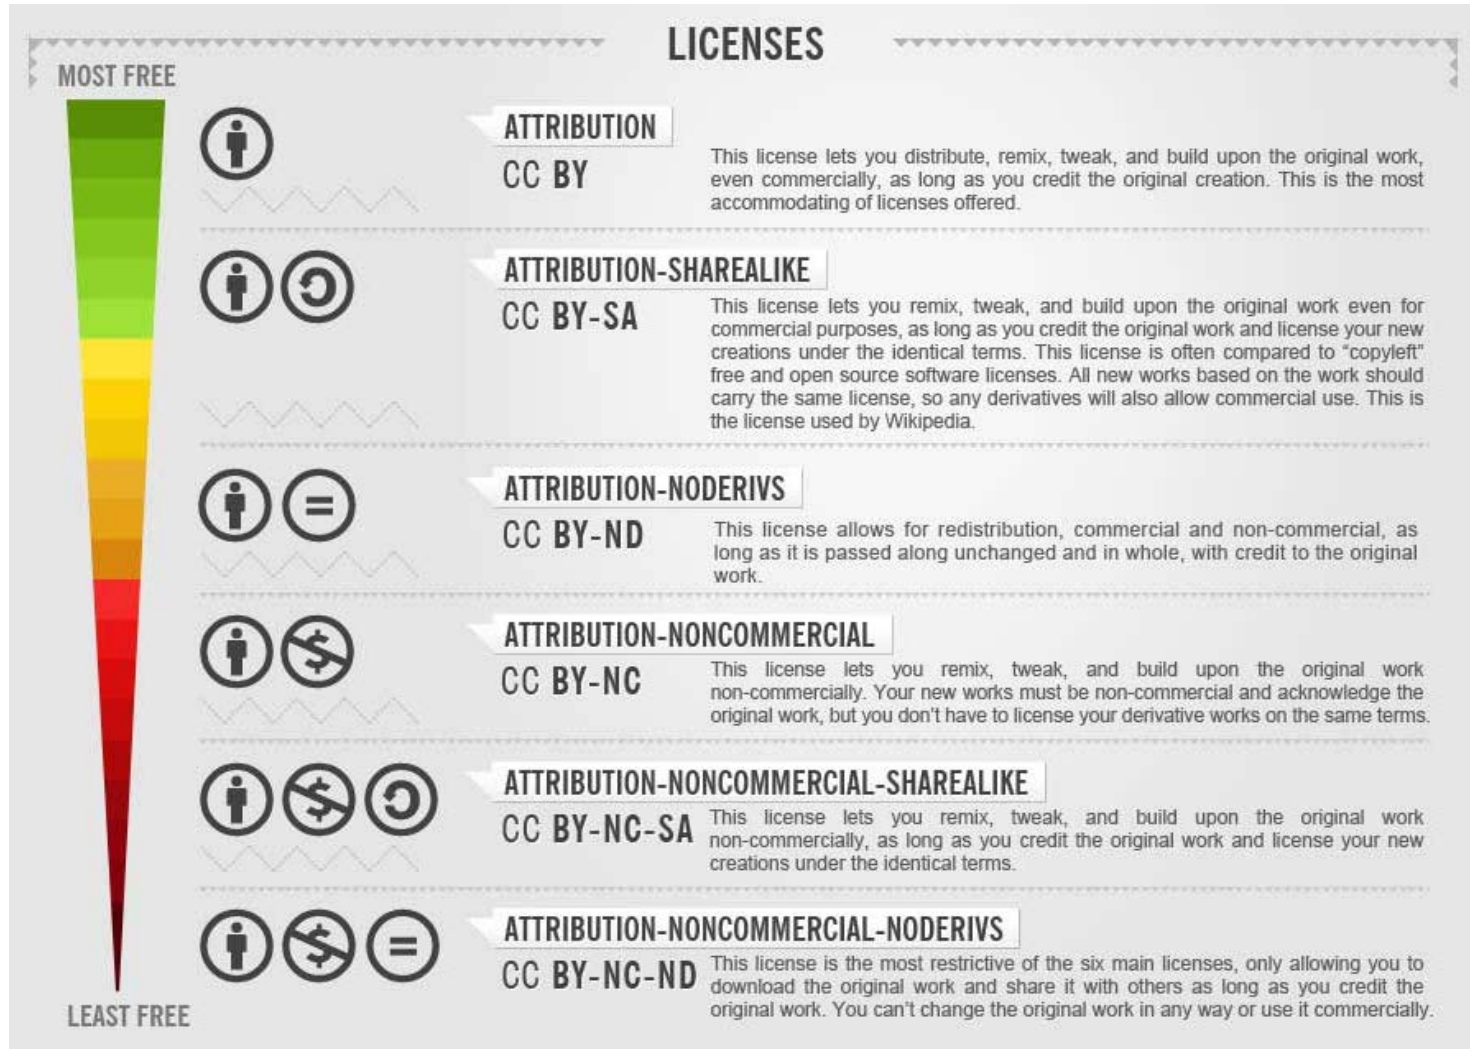 LICENSES
MOST FREE
ATTRIBUTION
CC BY
This license lets you distribute, remix, tweak, and build upon the original work,
even commercially, as long as you credit the original creation. This is the most
accommodating of licenses offered.
ATTRIBUTION-SHAREALIKE
CC BY-SA
This license lets you remix, tweak, and build upon the original work even for
commercial purposes, as long as you credit the original work and license your new
creations under the identical terms. This license is often compared to “copyleft”
free and open source software licenses. All new works based on the work should
carry the same license, so any derivatives will also allow commercial use. This is
the license used by Wikipedia.
ATTRIBUTION-NODERIVS
CC BY-ND
This license allows for redistribution, commercial and non-commercial, as
long as it is passed along unchanged and in whole, with credit to the original
work.
ATTRIBUTION-NONCOMMERCIAL
CC BY-NC
This license lets you remix, tweak, and build upon the original work
non-commercially. Your new works must be non-commercial and acknowledge the
original work, but you don't have to license your derivative works on the same terms.
ATTRIBUTION-NONCOMMERCIAL-SHAREALIKE
CC BY-NC-SA
This license lets you remix, tweak, and build upon the original work
non-commercially, as long as you credit the original work and license your new
creations under the identical terms.
ATTRIBUTION-NONCOMMERCIAL-NODERIVS
CC BY-NC-ND
This license is the most restrictive of the six main licenses, only allowing you to
download the original work and share it with others as long as you credit the
original work. You can't change the original work in any way or use it commercially.
LEAST FREE